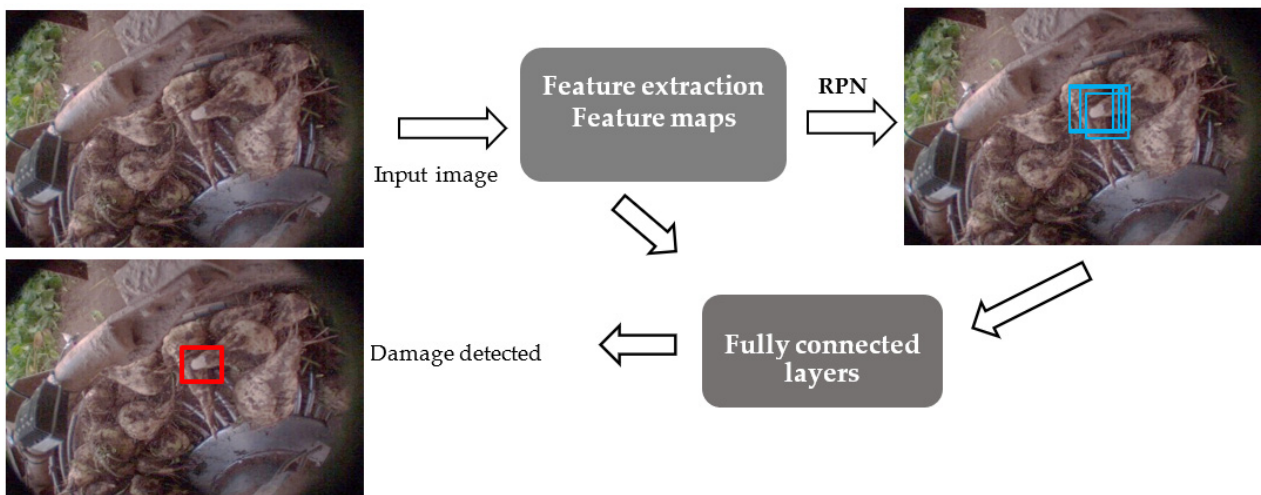 Feature extraction
Feature maps
RPN
Input image
Fully connected
layers
Damage detected